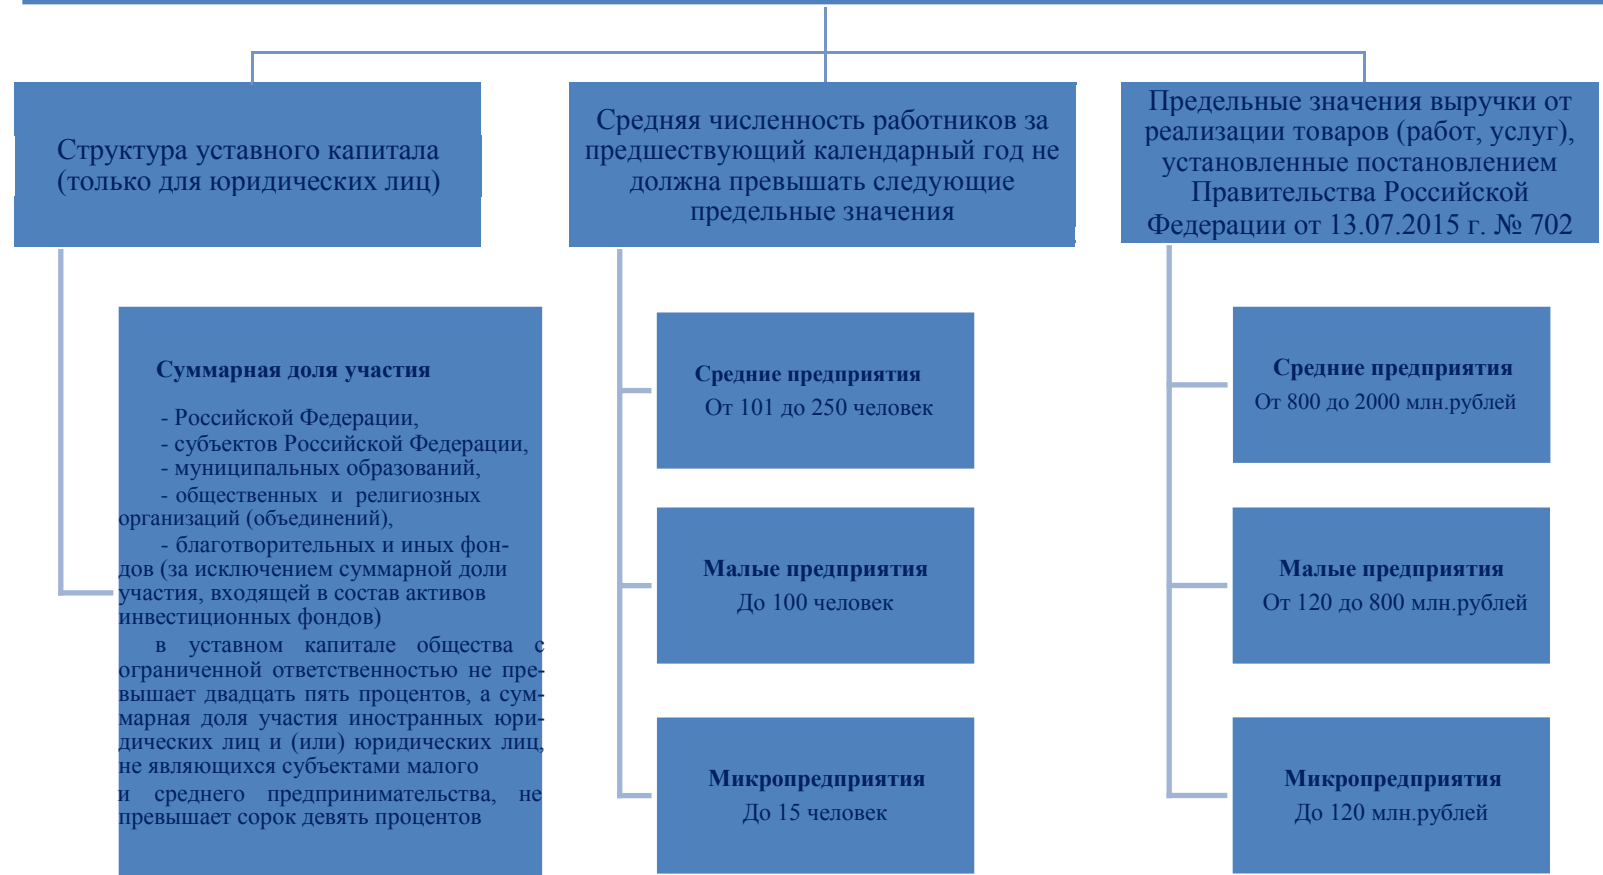 Структура уставного капитала
(только для юридических лиц)
Суммарная доля участия
- Российской Федерации,
- субъектов Российской Федерации,
- муниципальных образований,
- общественных и религиозных
организаций (объединений),
- благотворительных и иных фон-
дов (за исключением суммарной доли
участия, входящей в состав активов
инвестиционных фондов)
в уставном капитале общества с
ограниченной ответственностью не пре-
вышает двадцать пять процентов, а сум-
марная доля участия иностранных юри-
дических лиц и (или) юридических лиц,
не являющихся субъектами малого
и среднего предпринимательства, не
превышает сорок девять процентов
Средняя численность работников за
предшествующий календарный год не
должна превышать следующие
предельные значения
Средние предприятия
От 101 до 250 человек
Малые предприятия
До 100 человек
Микропредприятия
До 15 человек
Предельные значения выручки от
реализации товаров (работ, услуг),
установленные постановлением
Правительства Российской
Федерации от 13.07.2015 г. № 702
Средние предприятия
От 800 до 2000 млн.рублей
Малые предприятия
От 120 до 800 млн.рублей
Микропредприятия
До 120 млн.рублей